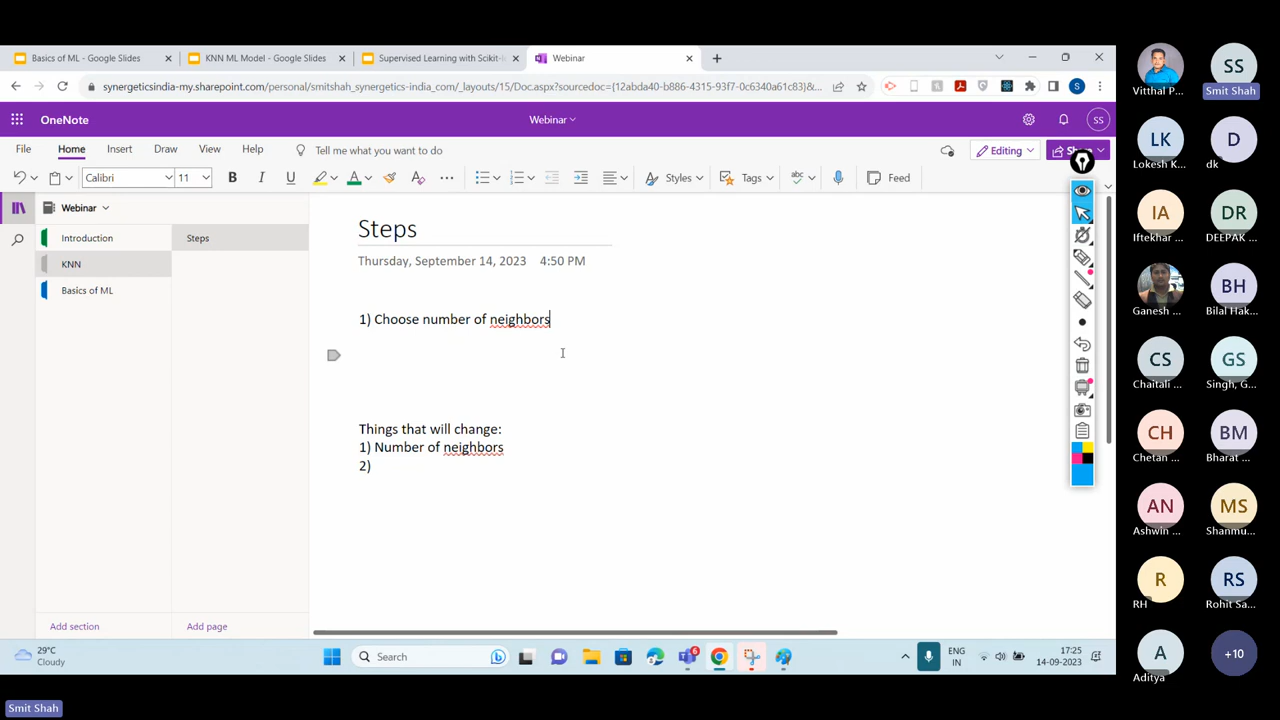 Basics of ML - Google Slides
KNN ML Model - Google Slides
Supervised Learning with Scikit-
Webinar
synergeticsindia-my.sharepoint.com/personal/smitshah_synergetics-india_com/_layouts/15/Doc.aspx?sourcedoc={12abda40-b886-4315-93f7-0c6340a61c83}&...
S
OneNote
Webinar
SS
File
Home
Insert
Draw
View
Help
Tell me what you want to do
Editing
Calibri
11
B
I
U
A
Styles
Tags
Feed
Webinar
Introduction
KNN
Basics of ML
Steps
Add section
Add page
Steps
Thursday, September 14, 2023 4:50 PM
1) Choose number of neighbors
Things that will change:
1) Number of neighbors
2)
29°C
Cloudy
Search
6
ENG
IN
17:25
14-09-2023
Smit Shah
Vitthal P...
SS
Smit Shah
LK
Lokesh K...
D
dk
IA
Iftekhar ...
DR
DEEPAK ...
Ganesh ...
BH
Bilal Hak...
CS
Chaitali ...
GS
Singh, G...
CH
Chetan ...
BM
Bharat ...
AN
Ashwin ...
MS
Shanmu...
R
RH
RS
Rohit Sa...
A
Aditya
+10